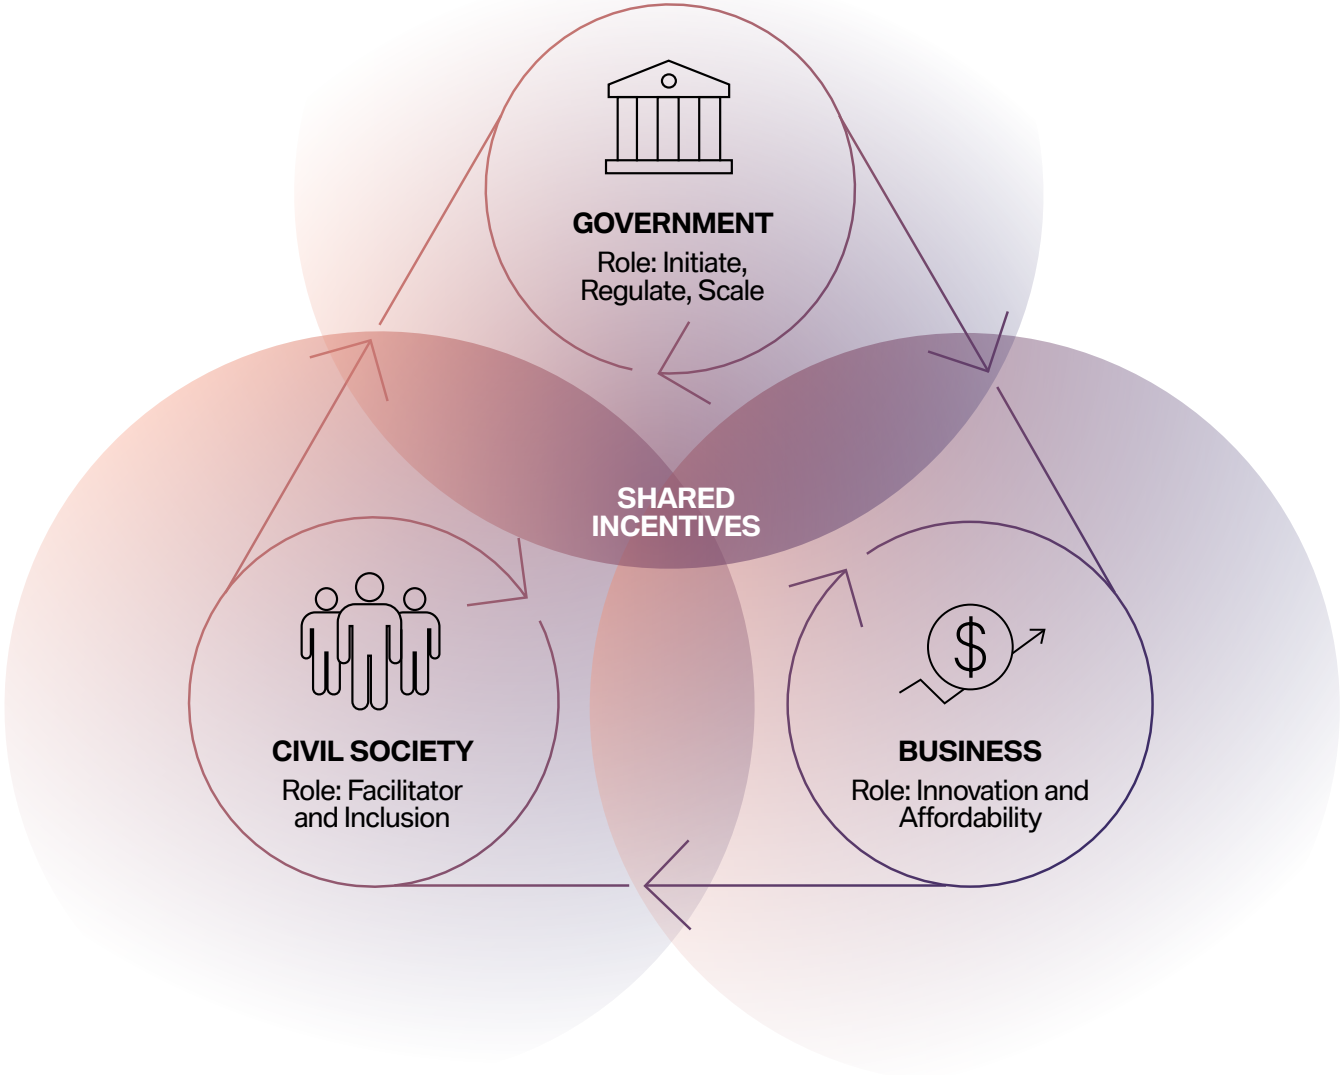 GOVERNMENT
Role: Initiate,
Regulate, Scale
SHARED
INCENTIVES
CIVIL SOCIETY
Role: Facilitator
and Inclusion
$
BUSINESS
Role: Innovation and
Affordability